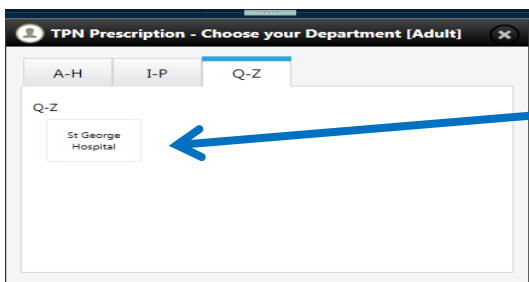 TPN Prescription - Choose your Department [Adult]
A-H I-P Q-Z
Q-Z
St George
Hospital